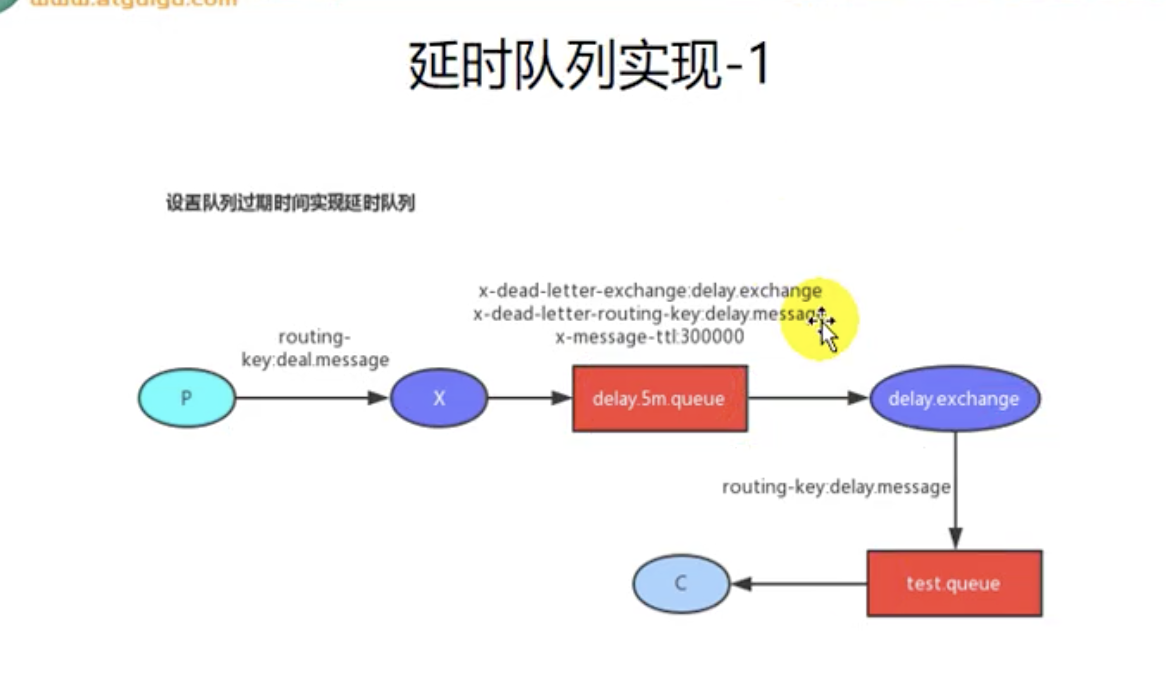 www.atguigu.com
延时队列实现-1
设置队列过期时间实现延时队列
x-dead-letter-exchange:delay.exchange
x-dead-letter-routing-key:delay.message
x-message-ttl:300000
routing-
key:deal.message
P
X
delay.5m.queue
delay.exchange
routing-key:delay.message
C
test.queue